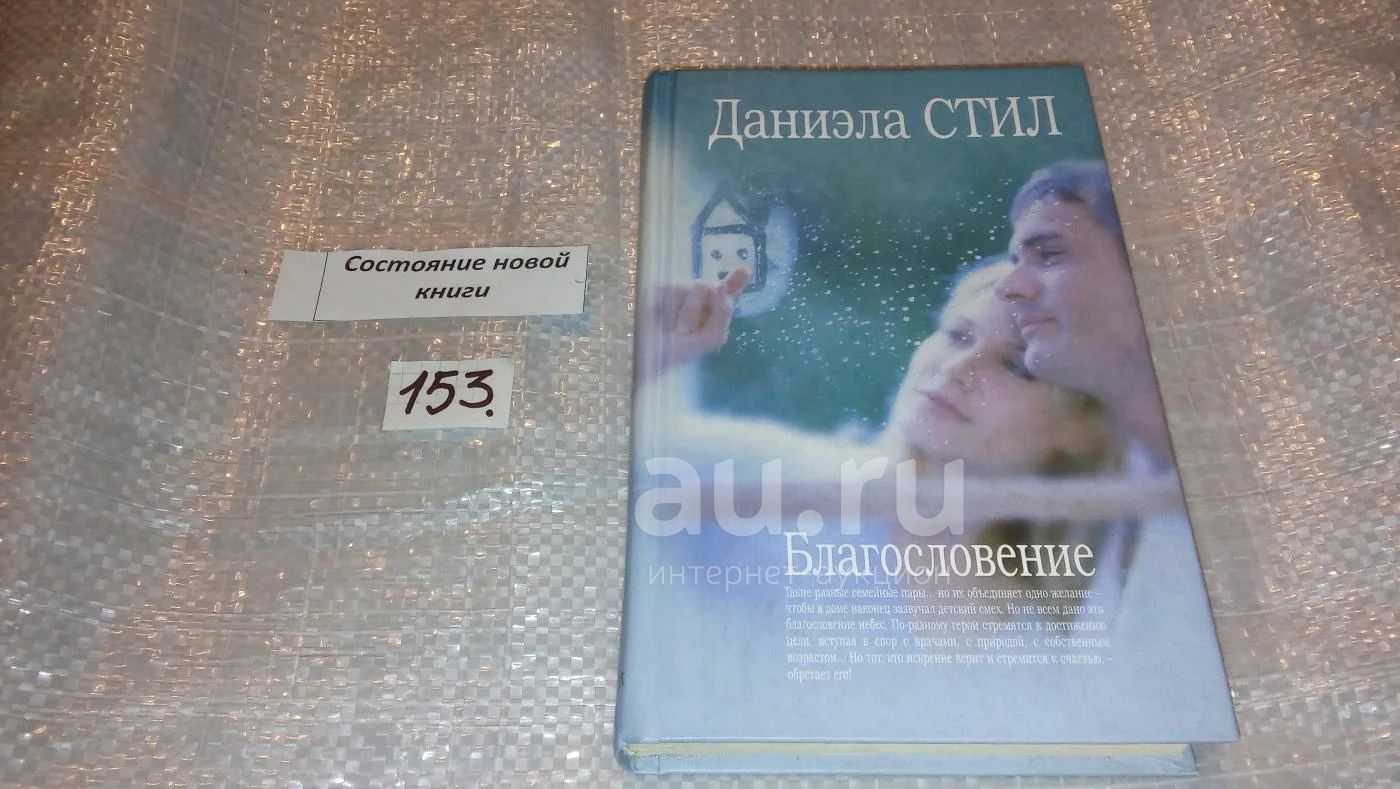 Состояние новой
книги
153.
Даниэла СТИЛ
au.ru
интернет аукцион
Благословение
Такие разные семейные пары... но их объединяет одно желание –
чтобы в доме наконец зазвучал детский смех. Но не всем дано это
благословение небес. По-разному герои стремятся к достижению
цели, вступая в спор с врачами, с природой, с собственным
возрастом... Но тот, кто искренне верит и стремится к счастью, –
обретает его!